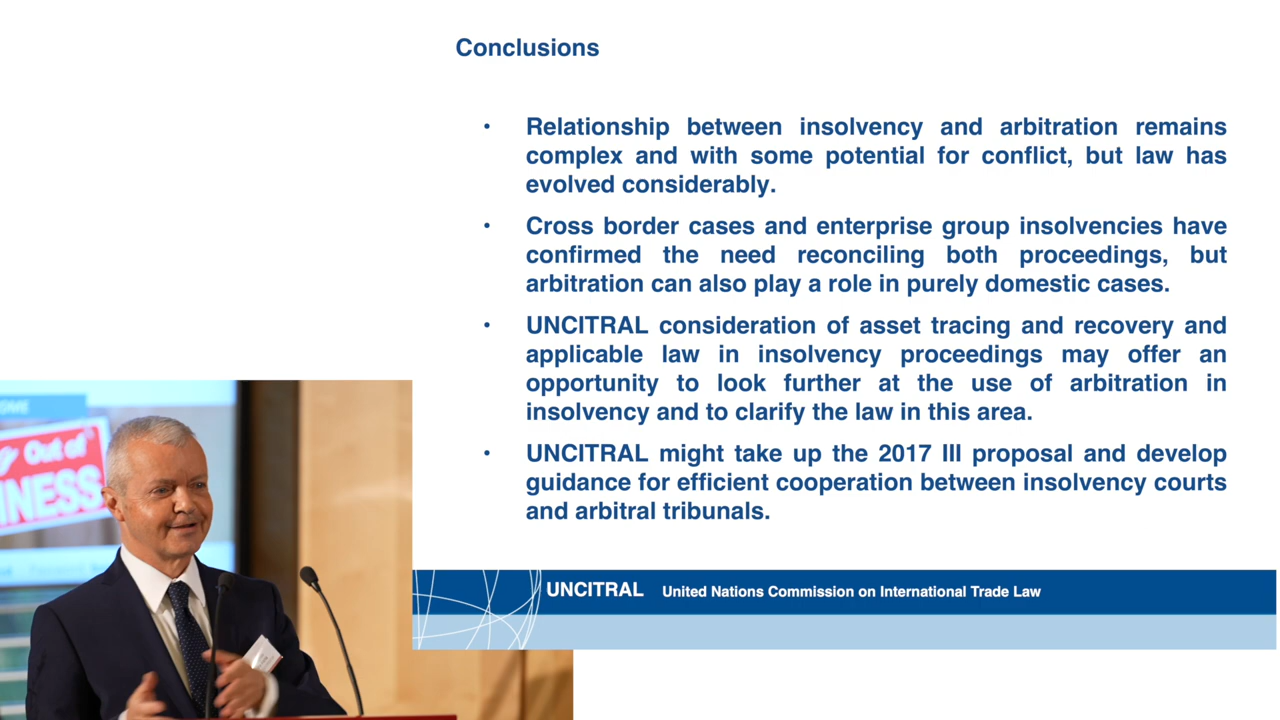 Conclusions
• Relationship between insolvency and arbitration remains
complex and with some potential for conflict, but law has
evolved considerably.
• Cross border cases and enterprise group insolvencies have
confirmed the need reconciling both proceedings, but
arbitration can also play a role in purely domestic cases.
• UNCITRAL consideration of asset tracing and recovery and
applicable law in insolvency proceedings may offer an
opportunity to look further at the use of arbitration in
insolvency and to clarify the law in this area.
• UNCITRAL might take up the 2017 III proposal and develop
guidance for efficient cooperation between insolvency courts
and arbitral tribunals.
Out of
INESS
UNCITRAL United Nations Commission on International Trade Law